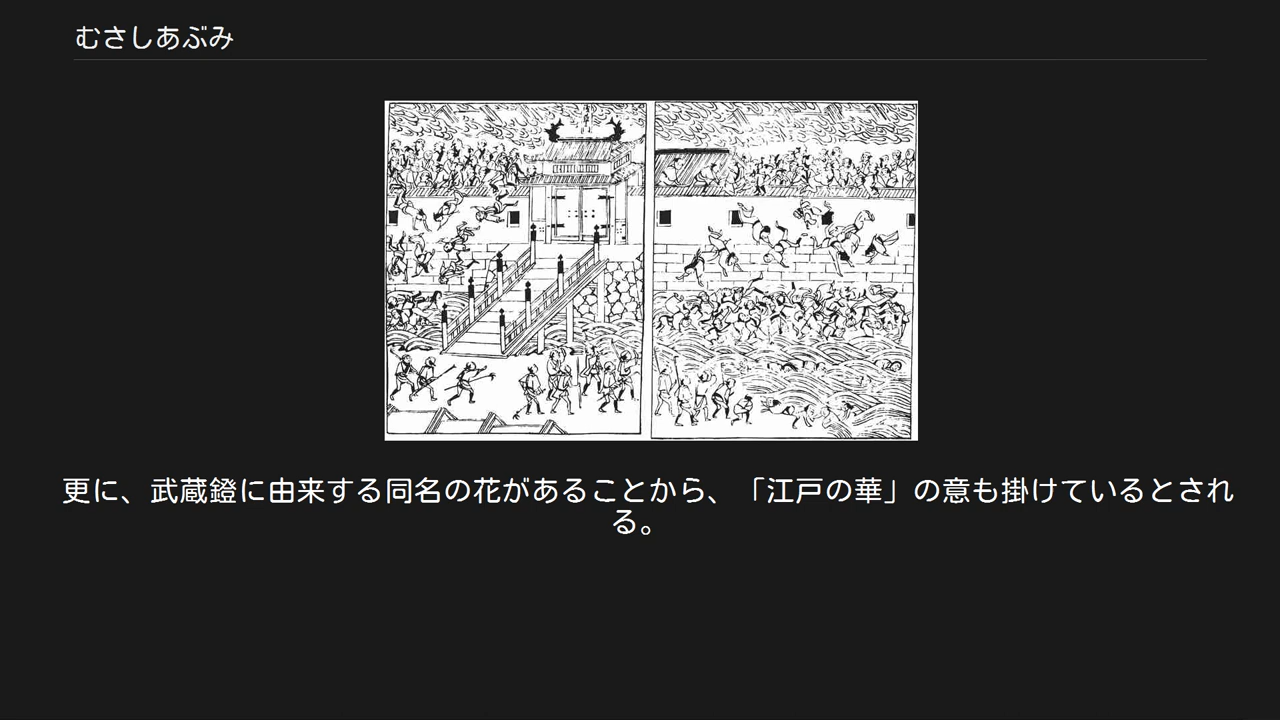 むさしあぶみ
更に、武蔵鐙に由来する同名の花があることから、「江戸の華」の意も掛けているとされ
る。